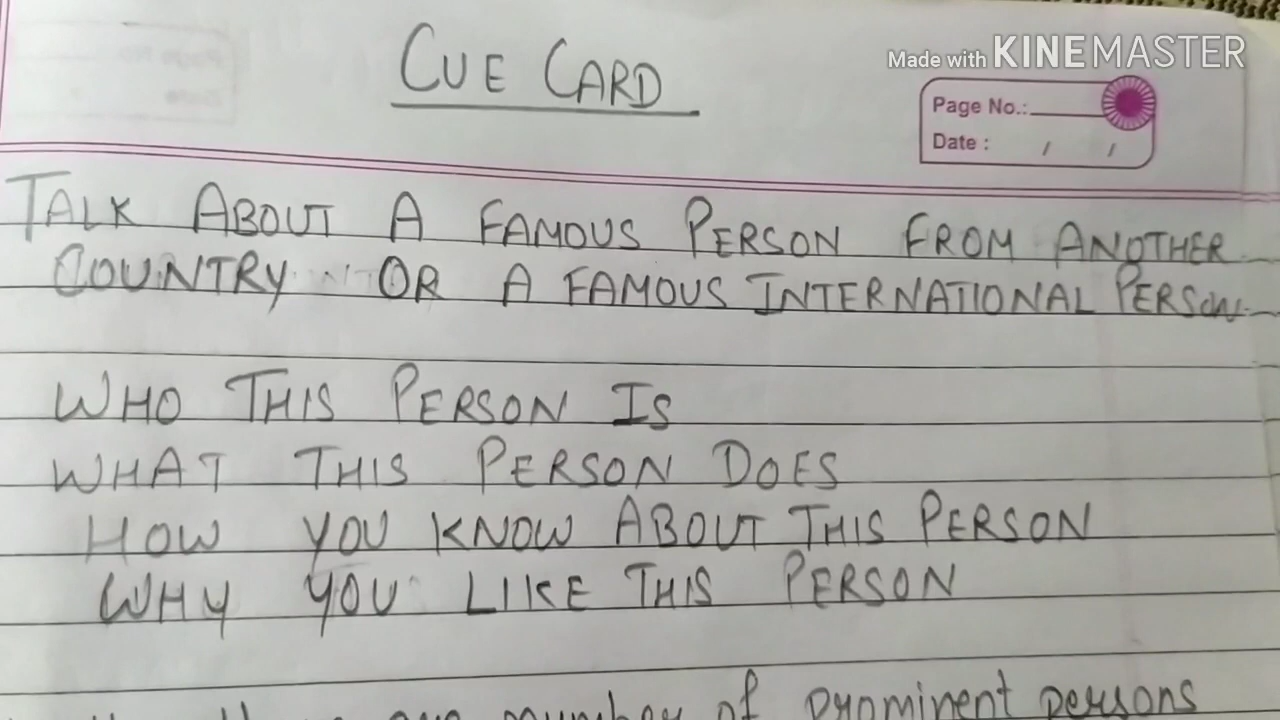 CUE CARD
Made with KINEMASTER
Page No.:
Date : / /
TALK ABOUT A FAMOUS PERSON FROM ANOTHER
COUNTRY OR A FAMOUS INTERNATIONAL PERSON.
WHO THIS PERSON IS
WHAT THIS PERSON DOES
HOW YOU KNOW ABOUT THIS PERSON
WHY YOU LIKE THIS PERSON
of prominent persons